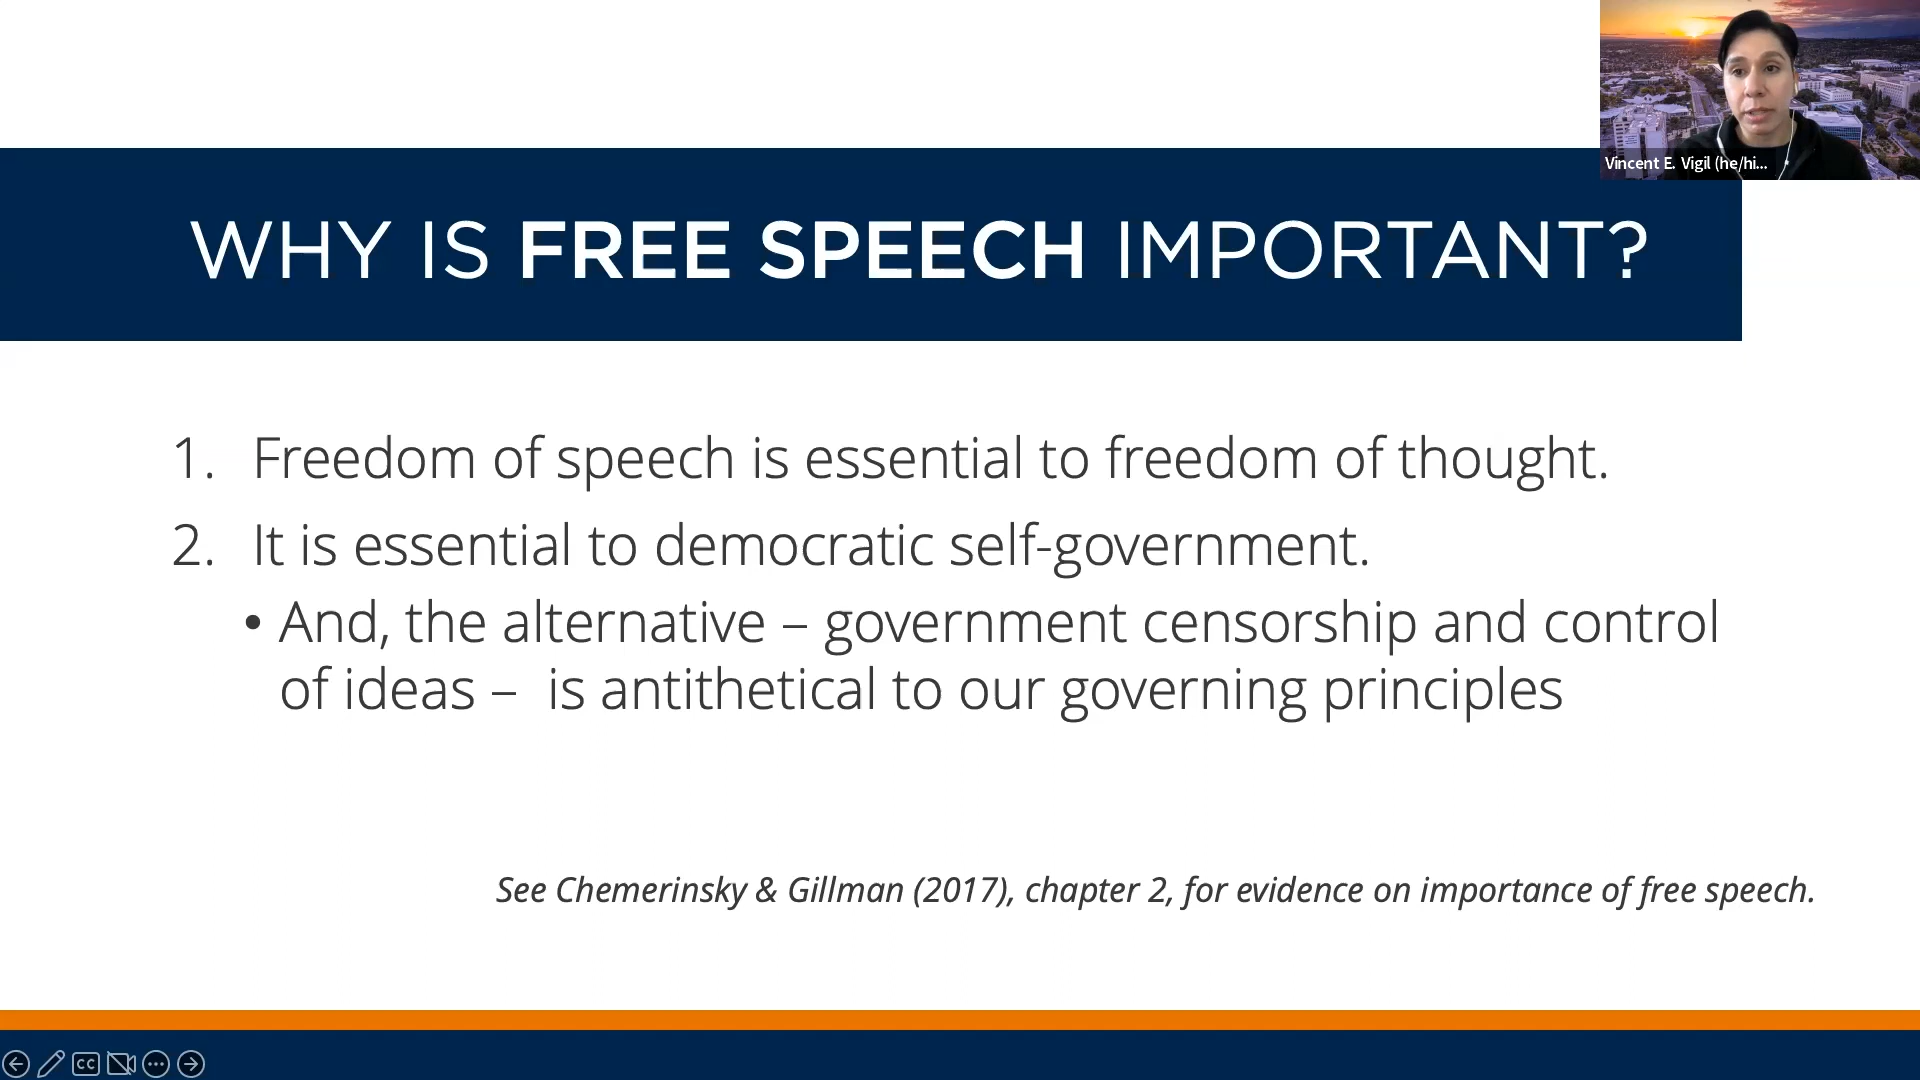 Vincent E. Vigil (he/hi...
WHY IS FREE SPEECH IMPORTANT?
1. Freedom of speech is essential to freedom of thought.
2. It is essential to democratic self-government.
• And, the alternative – government censorship and control
of ideas – is antithetical to our governing principles
See Chemerinsky & Gillman (2017), chapter 2, for evidence on importance of free speech.
CC